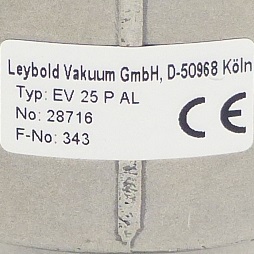 Leybold Vakuum GmbH, D-50968 Köln
Typ: EV 25 P AL
No: 28716
F-No: 343
CE